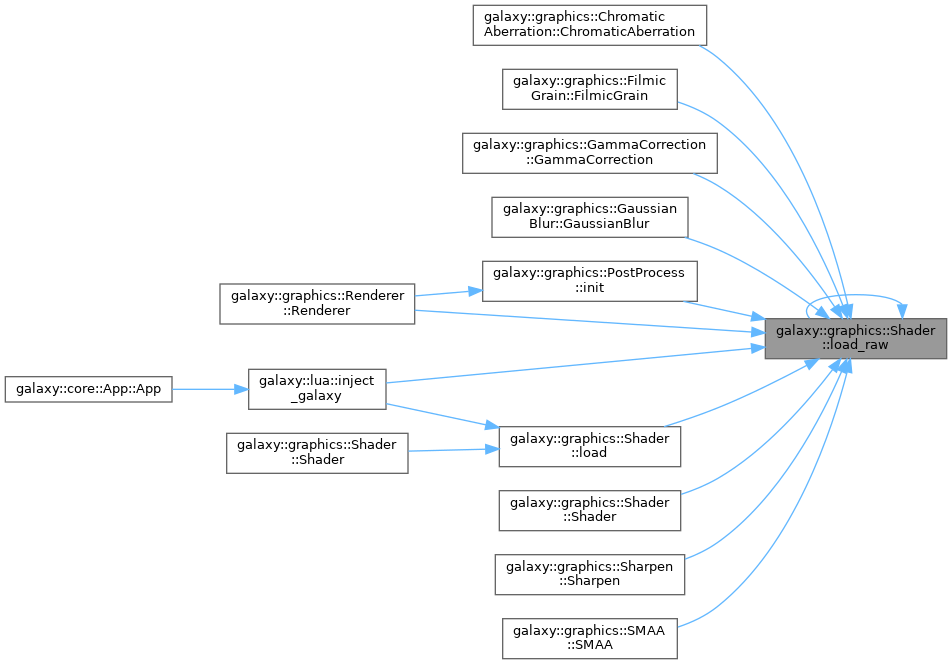 galaxy::graphics::Chromatic
Aberration::ChromaticAberration
galaxy::graphics::Filmic
Grain::FilmicGrain
galaxy::graphics::GammaCorrection
::GammaCorrection
galaxy::graphics::Gaussian
Blur::GaussianBlur
galaxy::graphics::PostProcess
::init
galaxy::graphics::Renderer
::Renderer
galaxy::graphics::Shader
::load_raw
galaxy::lua::inject
_galaxy
galaxy::core::App::App
galaxy::graphics::Shader
::load
galaxy::graphics::Shader
::Shader
galaxy::graphics::Shader
::Shader
galaxy::graphics::Sharpen
::Sharpen
galaxy::graphics::SMAA
::SMAA